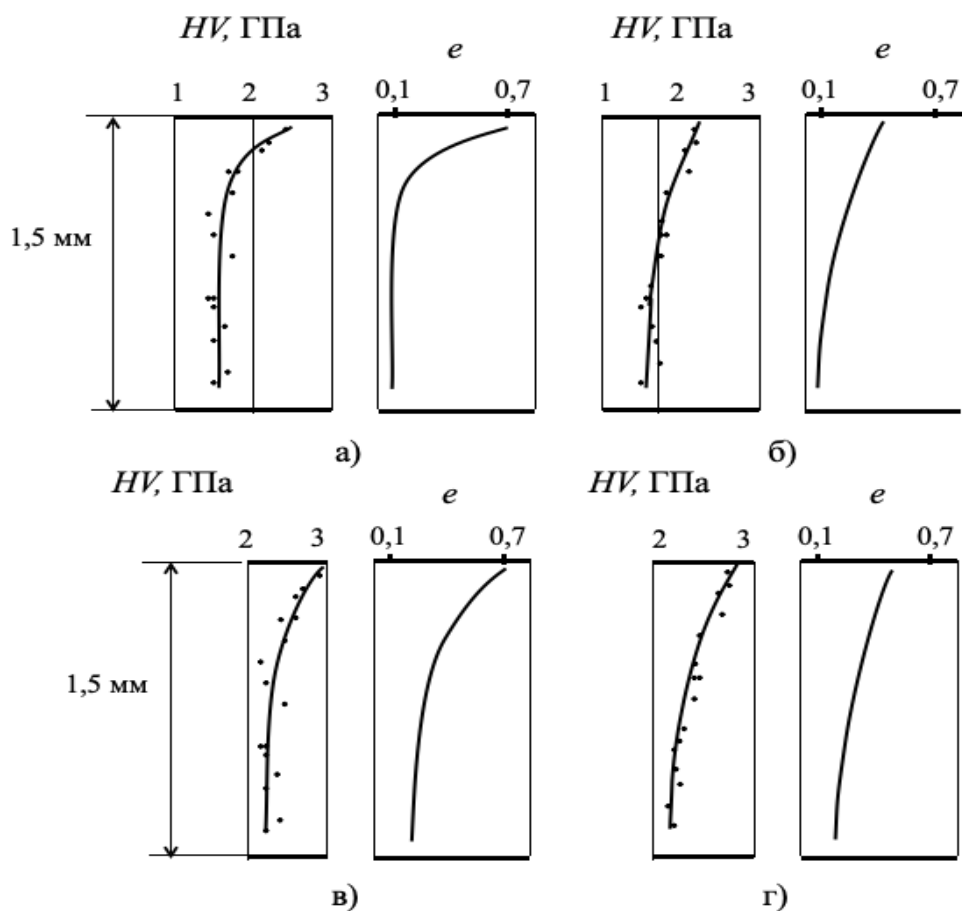 HV, ГПа
e
HV, ГПа
e
1 2 3
0,1 0,7
1 2 3
0,1 0,7
1,5 мм
а)
б)
HV, ГПа
e
HV, ГПа
e
2 3
0,1 0,7
2 3
0,1 0,7
1,5 мм
в)
г)